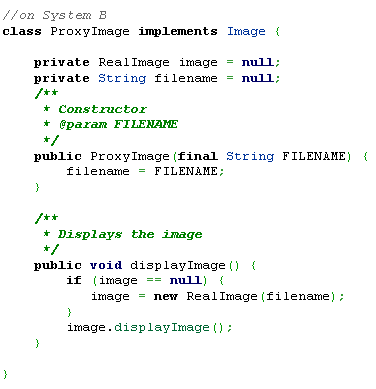 //on System B
class ProxyImage implements Image {
private RealImage image = null;
private String filename = null;
/**
* Constructor
* @param FILENAME
*/
public ProxyImage(final String FILENAME) {
filename = FILENAME;
}
/**
* Displays the image
*/
public void displayImage() {
if (image == null) {
image = new RealImage(filename);
}
image.displayImage();
}
}